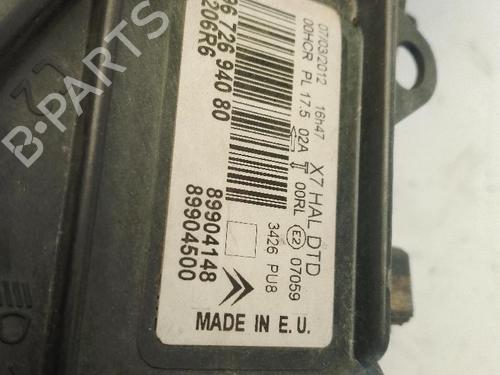 07/03/2012 16h47
00HCR PL 17.5 02A
X7 HAL DTD
00RL E2 07059
3426 PU8
96 726 940 80
206R6
89904148
89904500
MADE IN E. U.
B-PARTS